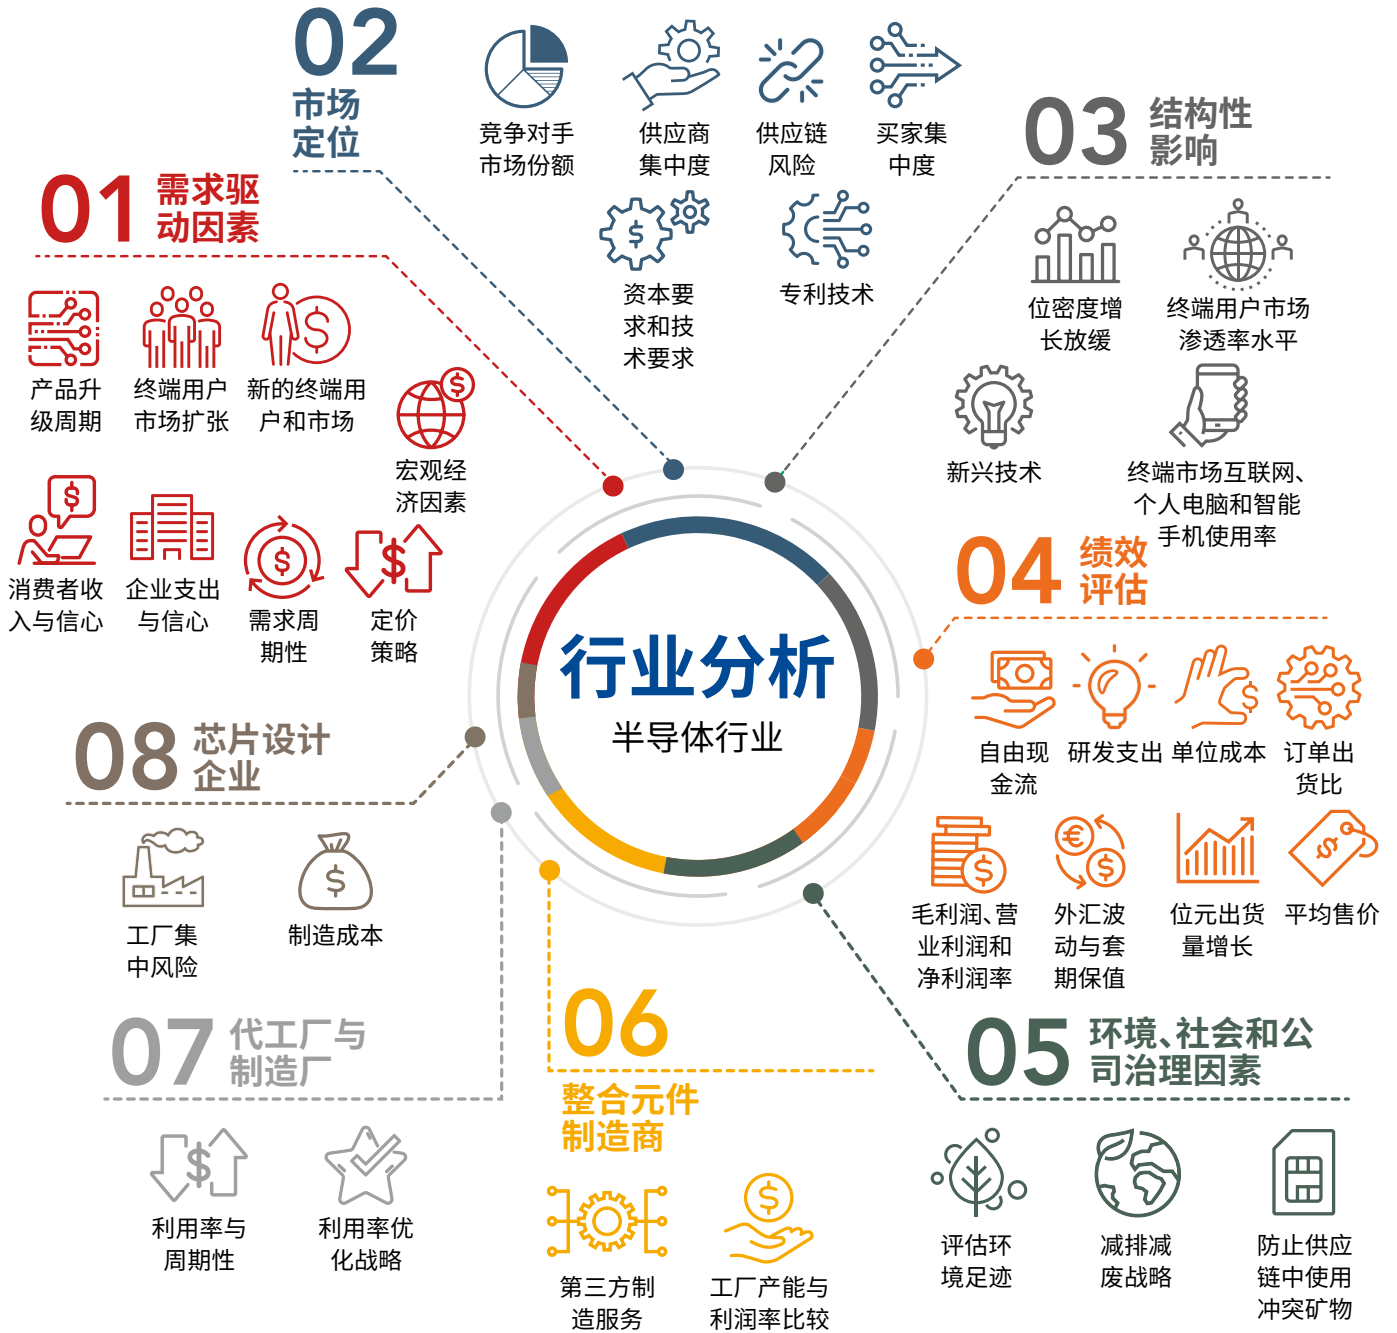 01
需求驱
动因素
产品升
级周期
终端用户
市场扩张
新的终端用
户和市场
宏观经
济因素
消费者收
入与信心
企业支出
与信心
需求周
期性
定价
策略
02
市场
定位
竞争对手
市场份额
供应商
集中度
供应链
风险
买家集
中度
资本要
求和技
术要求
专利技术
03
结构性
影响
位密度增
长放缓
终端用户市场
渗透率水平
新兴技术
终端市场互联网、
个人电脑和智能
手机使用率
行业分析
半导体行业
04
绩效
评估
自由现
金流
研发支出
单位成本
订单出
货比
毛利润、营
业利润和
净利润率
外汇波
动与套
期保值
位元出货
量增长
平均售价
05
环境、社会和公
司治理因素
评估环
境足迹
减排减
废战略
防止供应
链中使用
冲突矿物
06
整合元件
制造商
第三方制
造服务
工厂产能与
利润率比较
07
代工厂与
制造厂
利用率与
周期性
利用率优
化战略
08
芯片设计
企业
工厂集
中风险
制造成本